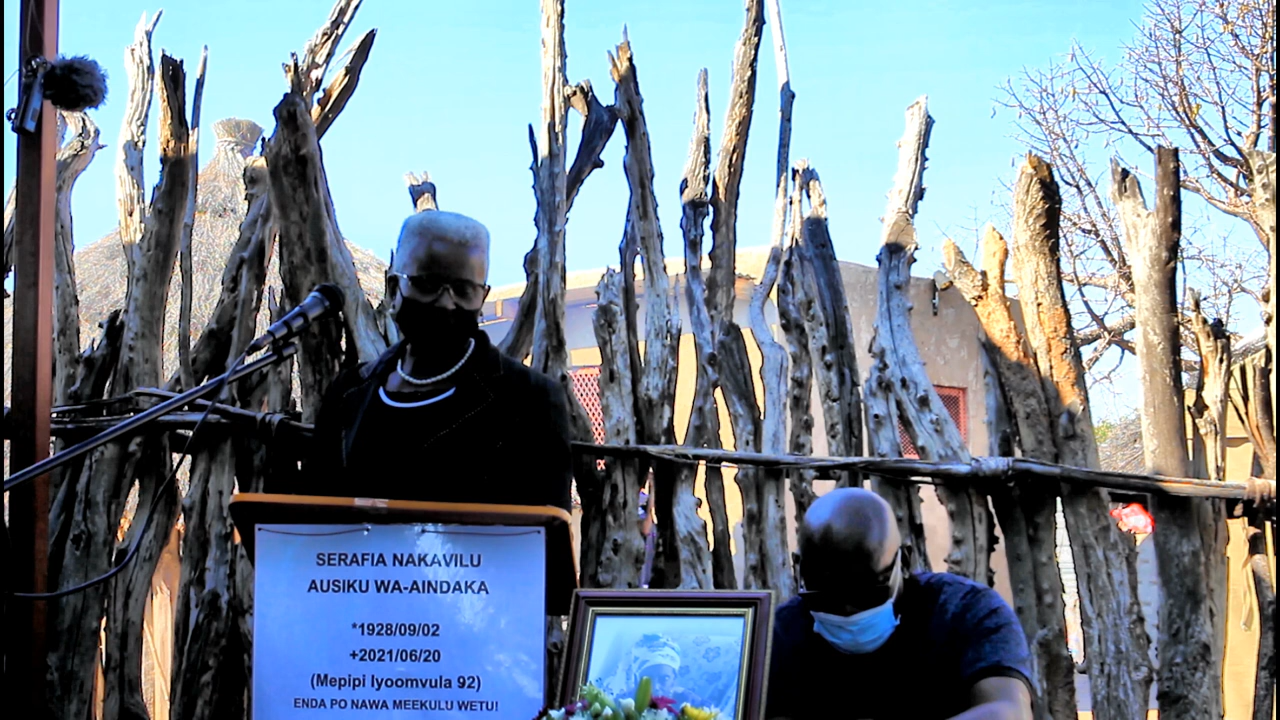 SERAFIA NAKAVILU
AUSIKU WA-AINDAKA
*1928/09/02
+2021/06/20
(Mepipi lyoomvula 92)
ENDA PO NAWA MEEKULU WETU!